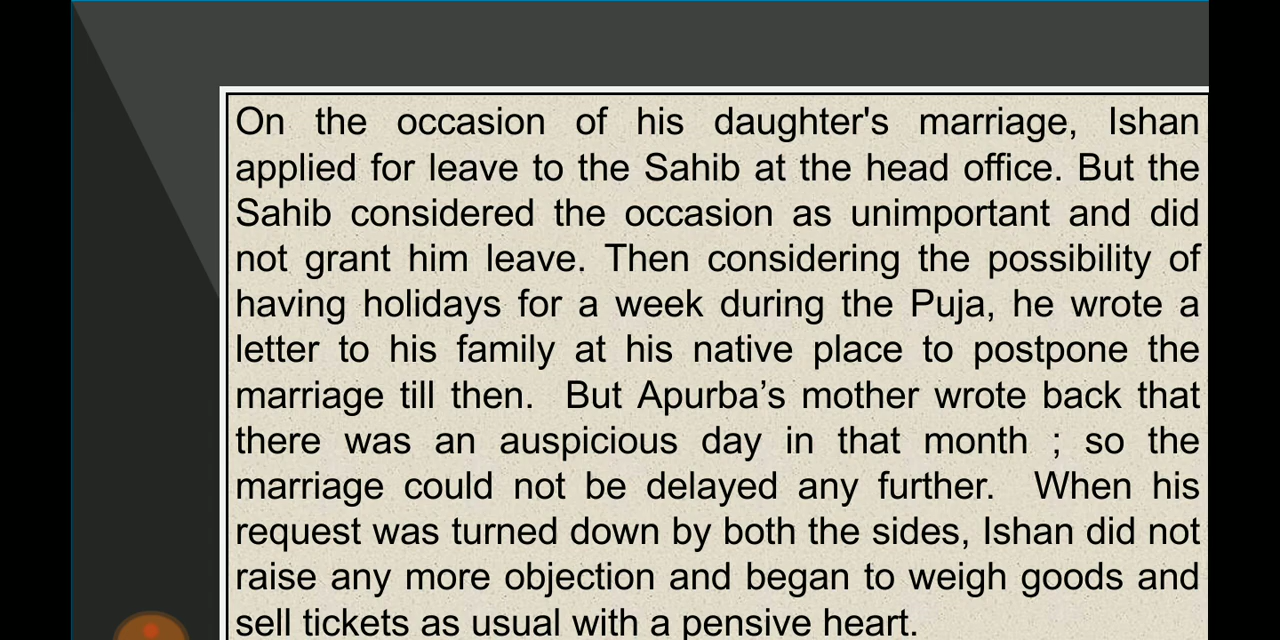 On the occasion of his daughter's marriage, Ishan
applied for leave to the Sahib at the head office. But the
Sahib considered the occasion as unimportant and did
not grant him leave. Then considering the possibility of
having holidays for a week during the Puja, he wrote a
letter to his family at his native place to postpone the
marriage till then.  But Apurba’s mother wrote back that
there was an auspicious day in that month ; so the
marriage could not be delayed any further.  When his
request was turned down by both the sides, Ishan did not
raise any more objection and began to weigh goods and
sell tickets as usual with a pensive heart.